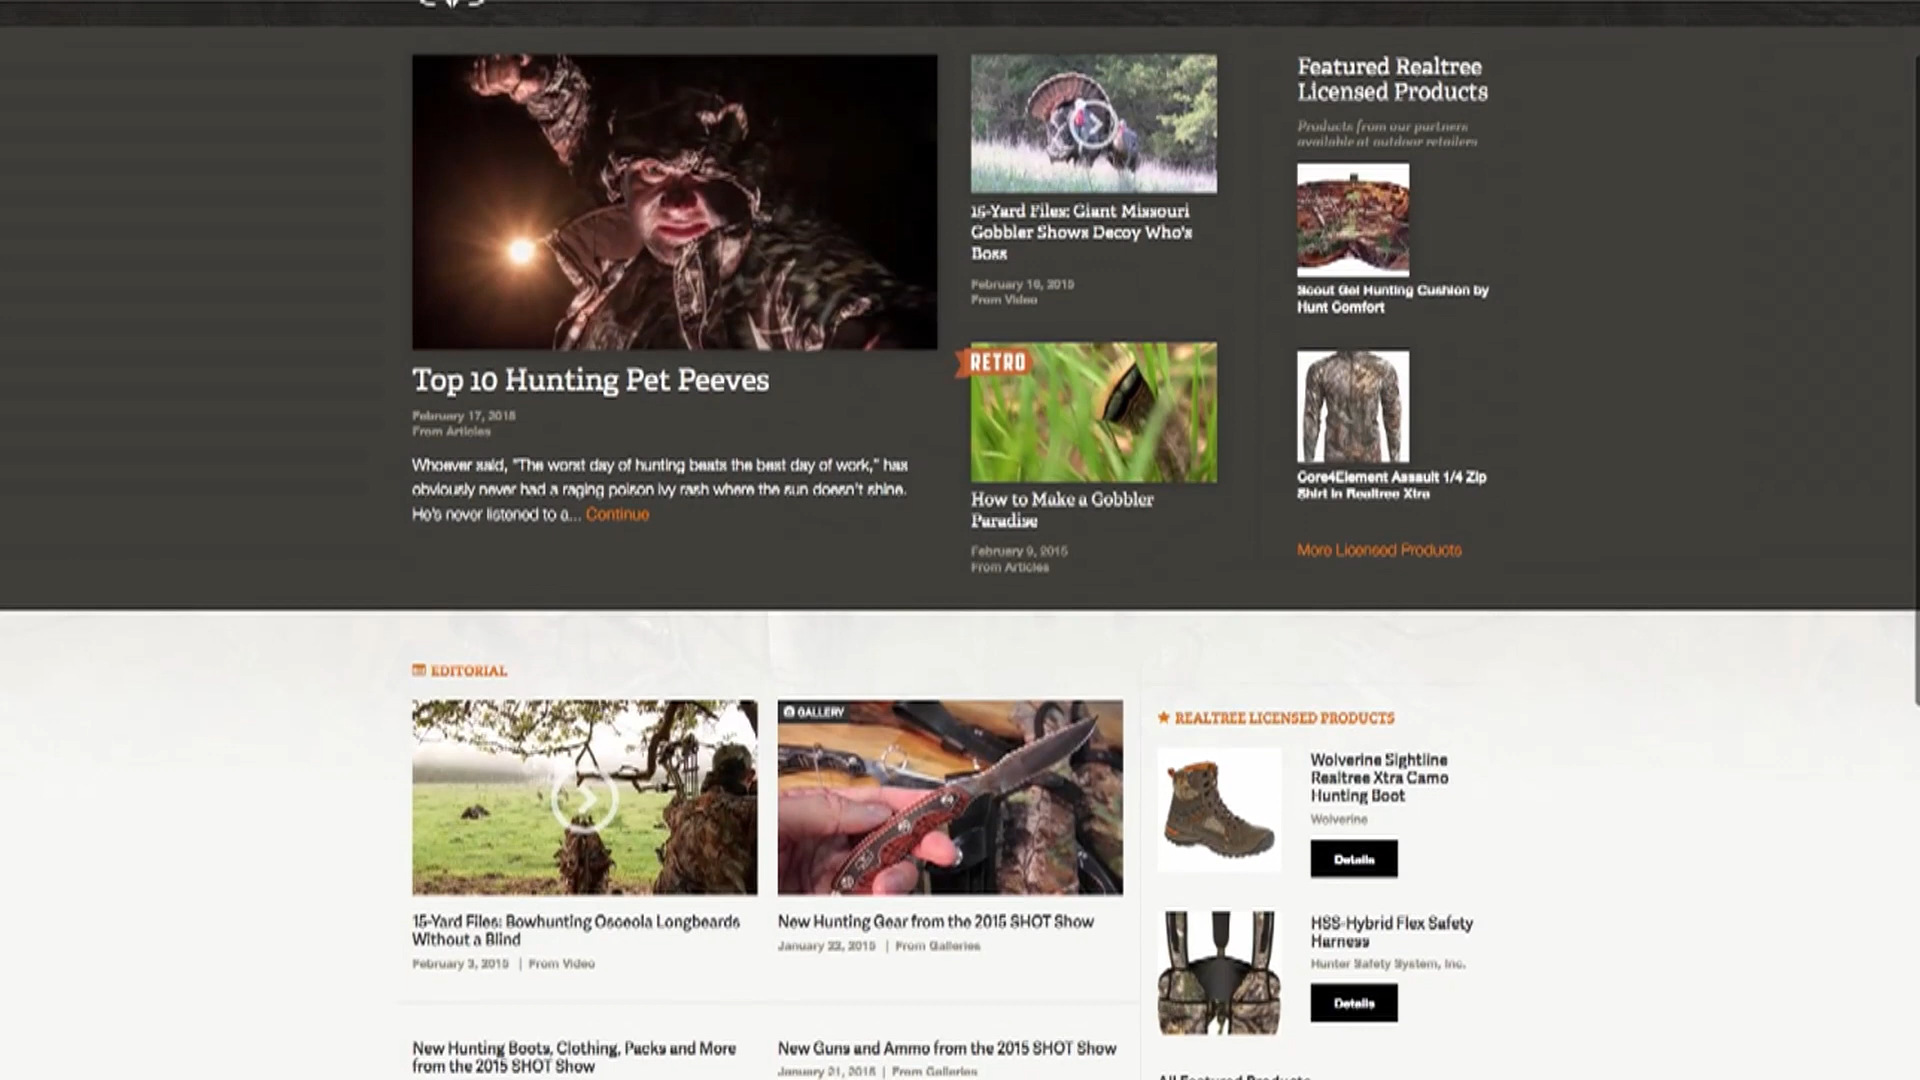 Top 10 Hunting Pet Peeves
February 17, 2015
From Articles
Whoever said, "The worst day of hunting beats the best day of work," has
obviously never had a raging poison ivy rash where the sun doesn't shine.
He's never listened to a... Continue
15-Yard Files: Giant Missouri
Gobbler Shows Decoy Who's
Boss
February 16, 2015
From Video
RETRO
How to Make a Gobbler
Paradise
February 9, 2015
From Articles
Featured Realtree
Licensed Products
Products from our partners
available at outdoor retailers
Scout Gel Hunting Cushion by
Hunt Comfort
Core4Element Assault 1/4 Zip
Shirt in Realtree Xtra
More Licensed Products
EDITORIAL
15-Yard Files: Bowhunting Osceola Longbeards
Without a Blind
February 3, 2015 | From Video
GALLERY
New Hunting Gear from the 2015 SHOT Show
January 22, 2015 | From Galleries
New Hunting Boots, Clothing, Packs and More
from the 2015 SHOT Show
New Guns and Ammo from the 2015 SHOT Show
January 21, 2015 | From Galleries
REALTREE LICENSED PRODUCTS
Wolverine Sightline
Realtree Xtra Camo
Hunting Boot
Wolverine
Details
HSS-Hybrid Flex Safety
Harness
Hunter Safety System, Inc.
Details
All Featured Products